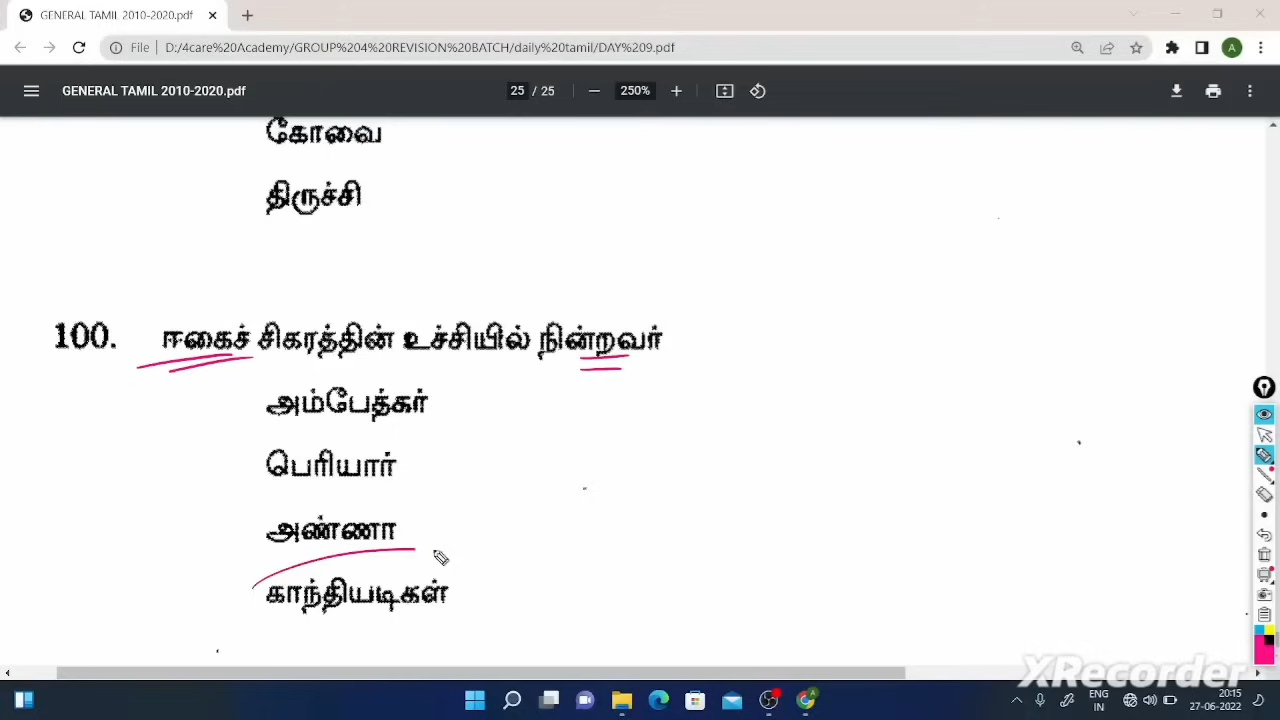 GENERAL TAMIL 2010-2020.pdf
File D:/4care%20Academy/GROUP%204%20REVISION%20BATCH/daily%20tamil/DAY%209.pdf
A
GENERAL TAMIL 2010-2020.pdf 25 / 25 250%
கோவை
திருச்சி
100. ஈகைச் சிகரத்தின் உச்சியில் நின்றவர்
அம்பேத்கர்
பெரியார்
அண்ணா
காந்தியடிகள்
XRecorder
ENG 20:15
IN 27-06-2022